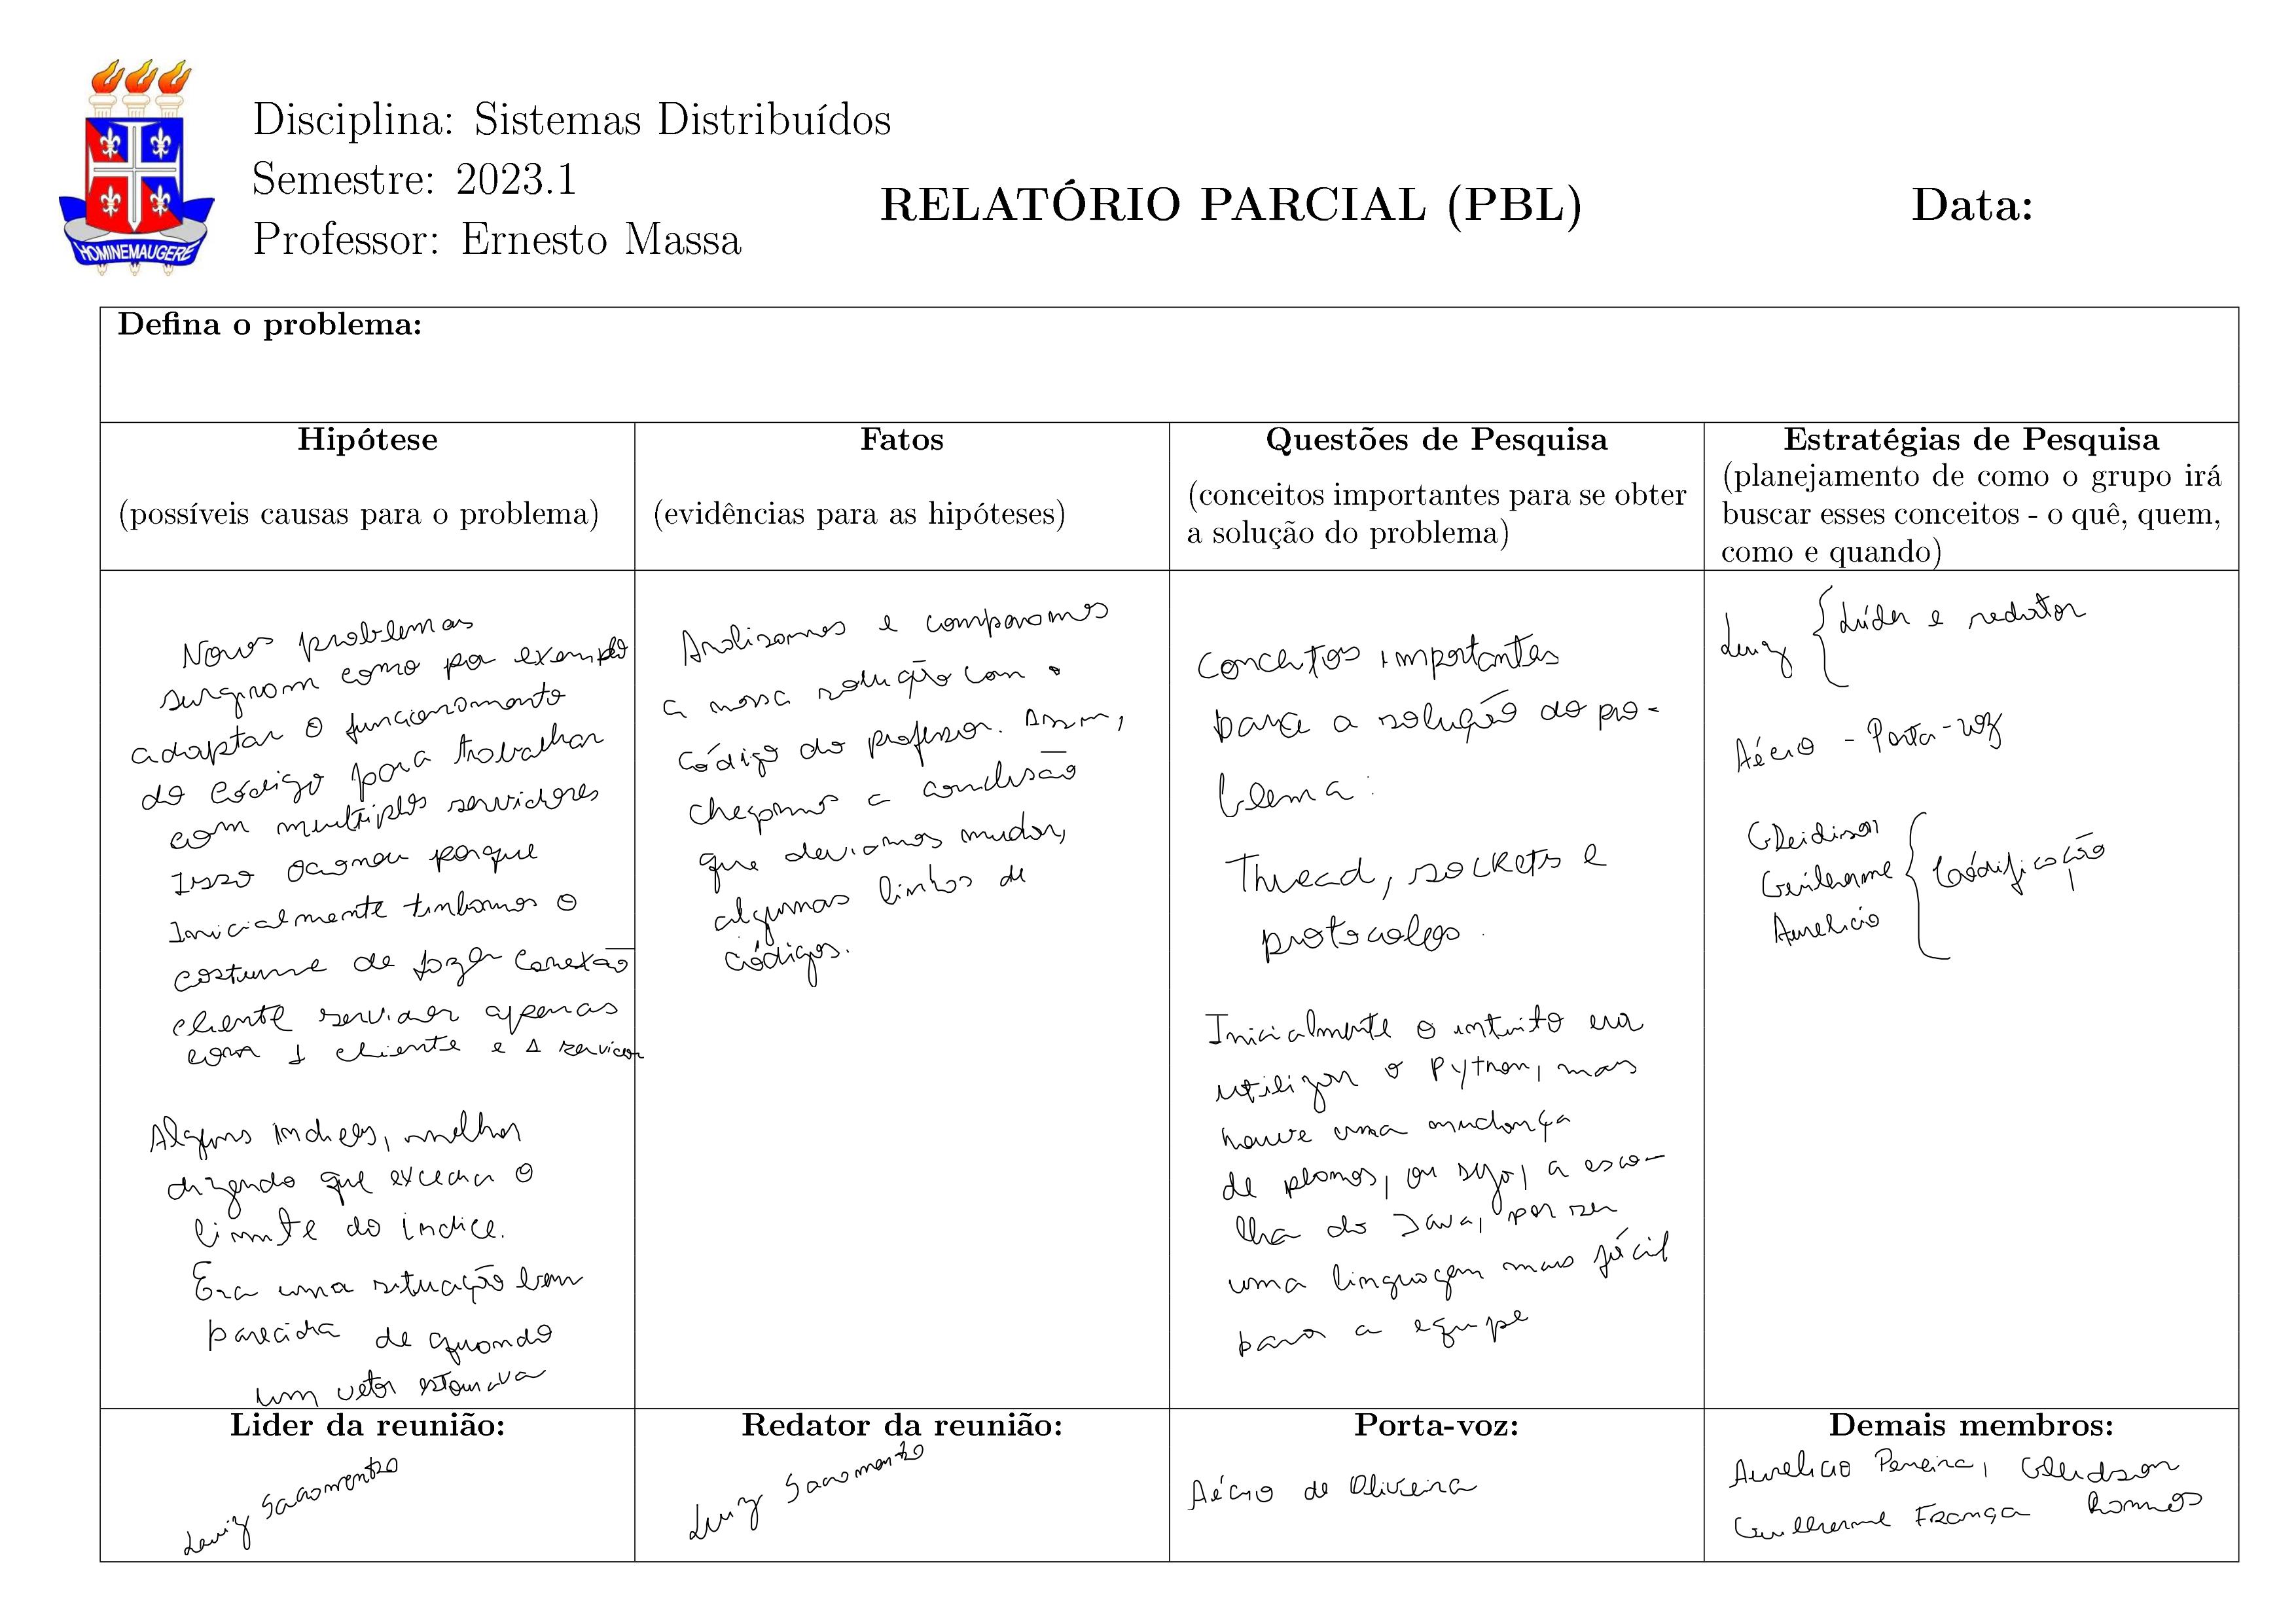 Disciplina: Sistemas Distribuídos
Semestre: 2023.1
Professor: Ernesto Massa
RELATÓRIO PARCIAL (PBL)
Data:
HOMINEMAUGERE
Defina o problema:
Hipótese
(possíveis causas para o problema)
Novos problemas
surgiram como por exemplo
adaptar o funcionamento
do código para trabalhar
com multiplos servidores
Isso ocorreu porque
Inicialmente tinhamos o
costume de fazer conexão
cliente servidor apenas
com 1 cliente e 1 servidor
Alguns indices, melhor
dizendo que excedia o
limite do indice.
Era uma situação bem
parecida de quando
um vetor estourava
Fatos
(evidências para as hipóteses)
Analisamos e comparamos
a nossa solução com o
código do professor. Assim,
chegamos a conclusão
que deviamos mudar,
algumas linhas de
códigos.
Questões de Pesquisa
(conceitos importantes para se obter
a solução do problema)
Conceitos importantes
para a solução do pro-
blema:
Thread, sockets e
protocolos.
Inicialmente o intuito era
utilizar o Python, mas
houve uma mudança
de planos, ou seja, a esco-
lha do Java, por ser
uma linguagem mais fácil
para a equipe
Estratégias de Pesquisa
(planejamento de como o grupo irá
buscar esses conceitos - o quê, quem,
como e quando)
Luiz { Líder e redator
Aécio - Porta-voz
Gleidison
Guilherme { Códificação
Aurelicio
Lider da reunião:
Luiz Sacramento
Redator da reunião:
Luiz Sacramento
Porta-voz:
Aécio de Oliveira
Demais membros:
Aurelicio Pereira, Gleidson
Guilherme França Ramos